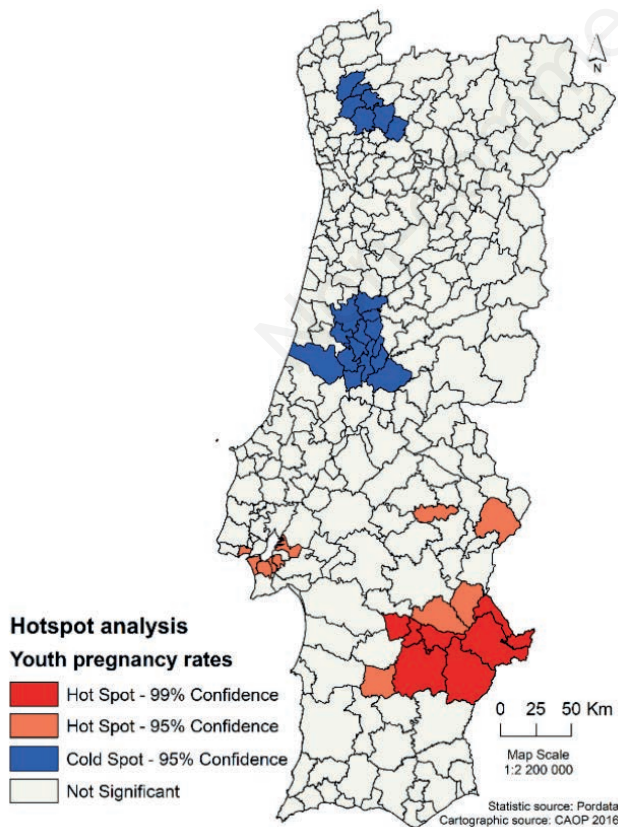 N
Hotspot analysis
Youth pregnancy rates
Hot Spot - 99% Confidence
Hot Spot - 95% Confidence
Cold Spot - 95% Confidence
Not Significant
0 25 50 Km
Map Scale
1:2 200 000
Statistic source: Pordata
Cartographic source: CAOP 2016